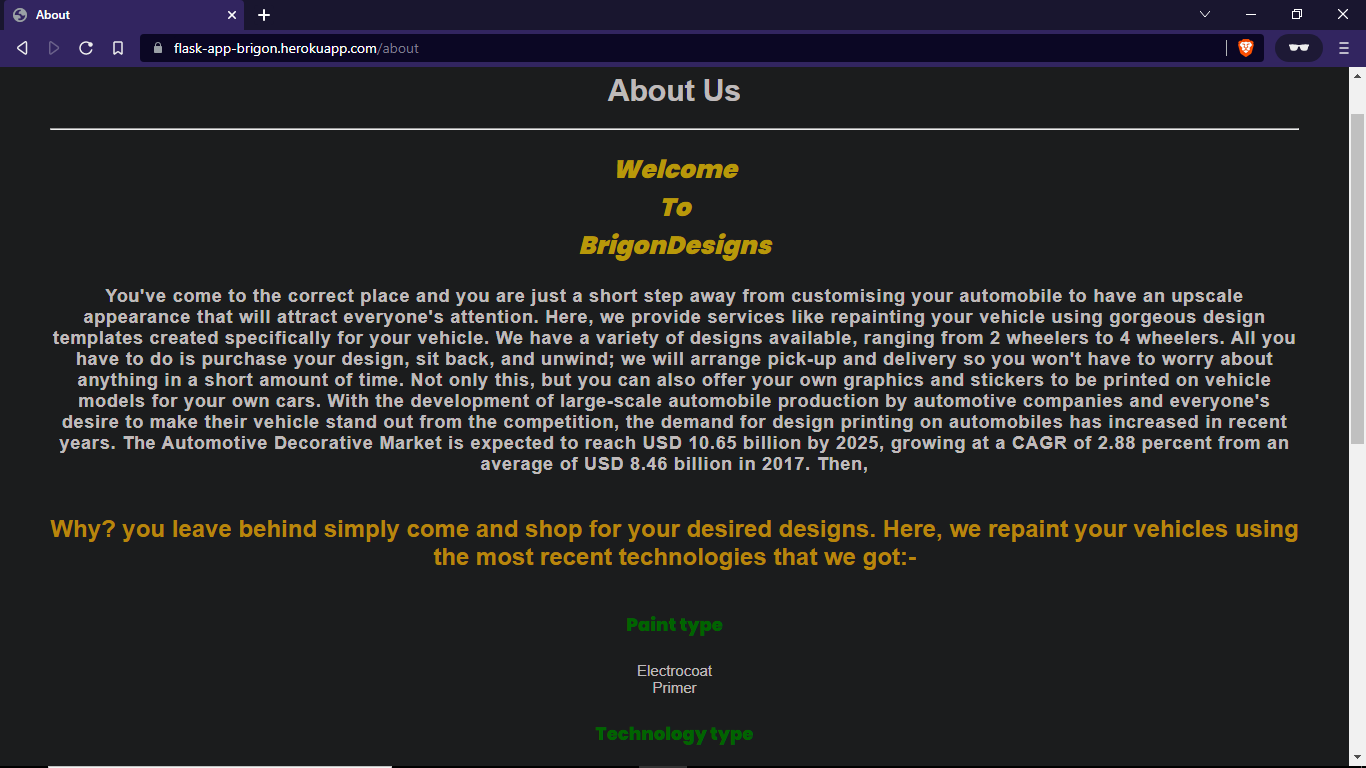 About
flask-app-brigon.herokuapp.com/about
About Us
Welcome
To
BrigonDesigns
You've come to the correct place and you are just a short step away from customising your automobile to have an upscale
appearance that will attract everyone's attention. Here, we provide services like repainting your vehicle using gorgeous design
templates created specifically for your vehicle. We have a variety of designs available, ranging from 2 wheelers to 4 wheelers. All you
have to do is purchase your design, sit back, and unwind; we will arrange pick-up and delivery so you won't have to worry about
anything in a short amount of time. Not only this, but you can also offer your own graphics and stickers to be printed on vehicle
models for your own cars. With the development of large-scale automobile production by automotive companies and everyone's
desire to make their vehicle stand out from the competition, the demand for design printing on automobiles has increased in recent
years. The Automotive Decorative Market is expected to reach USD 10.65 billion by 2025, growing at a CAGR of 2.88 percent from an
average of USD 8.46 billion in 2017. Then,
Why? you leave behind simply come and shop for your desired designs. Here, we repaint your vehicles using
the most recent technologies that we got:-
Paint type
Electrocoat
Primer
Technology type